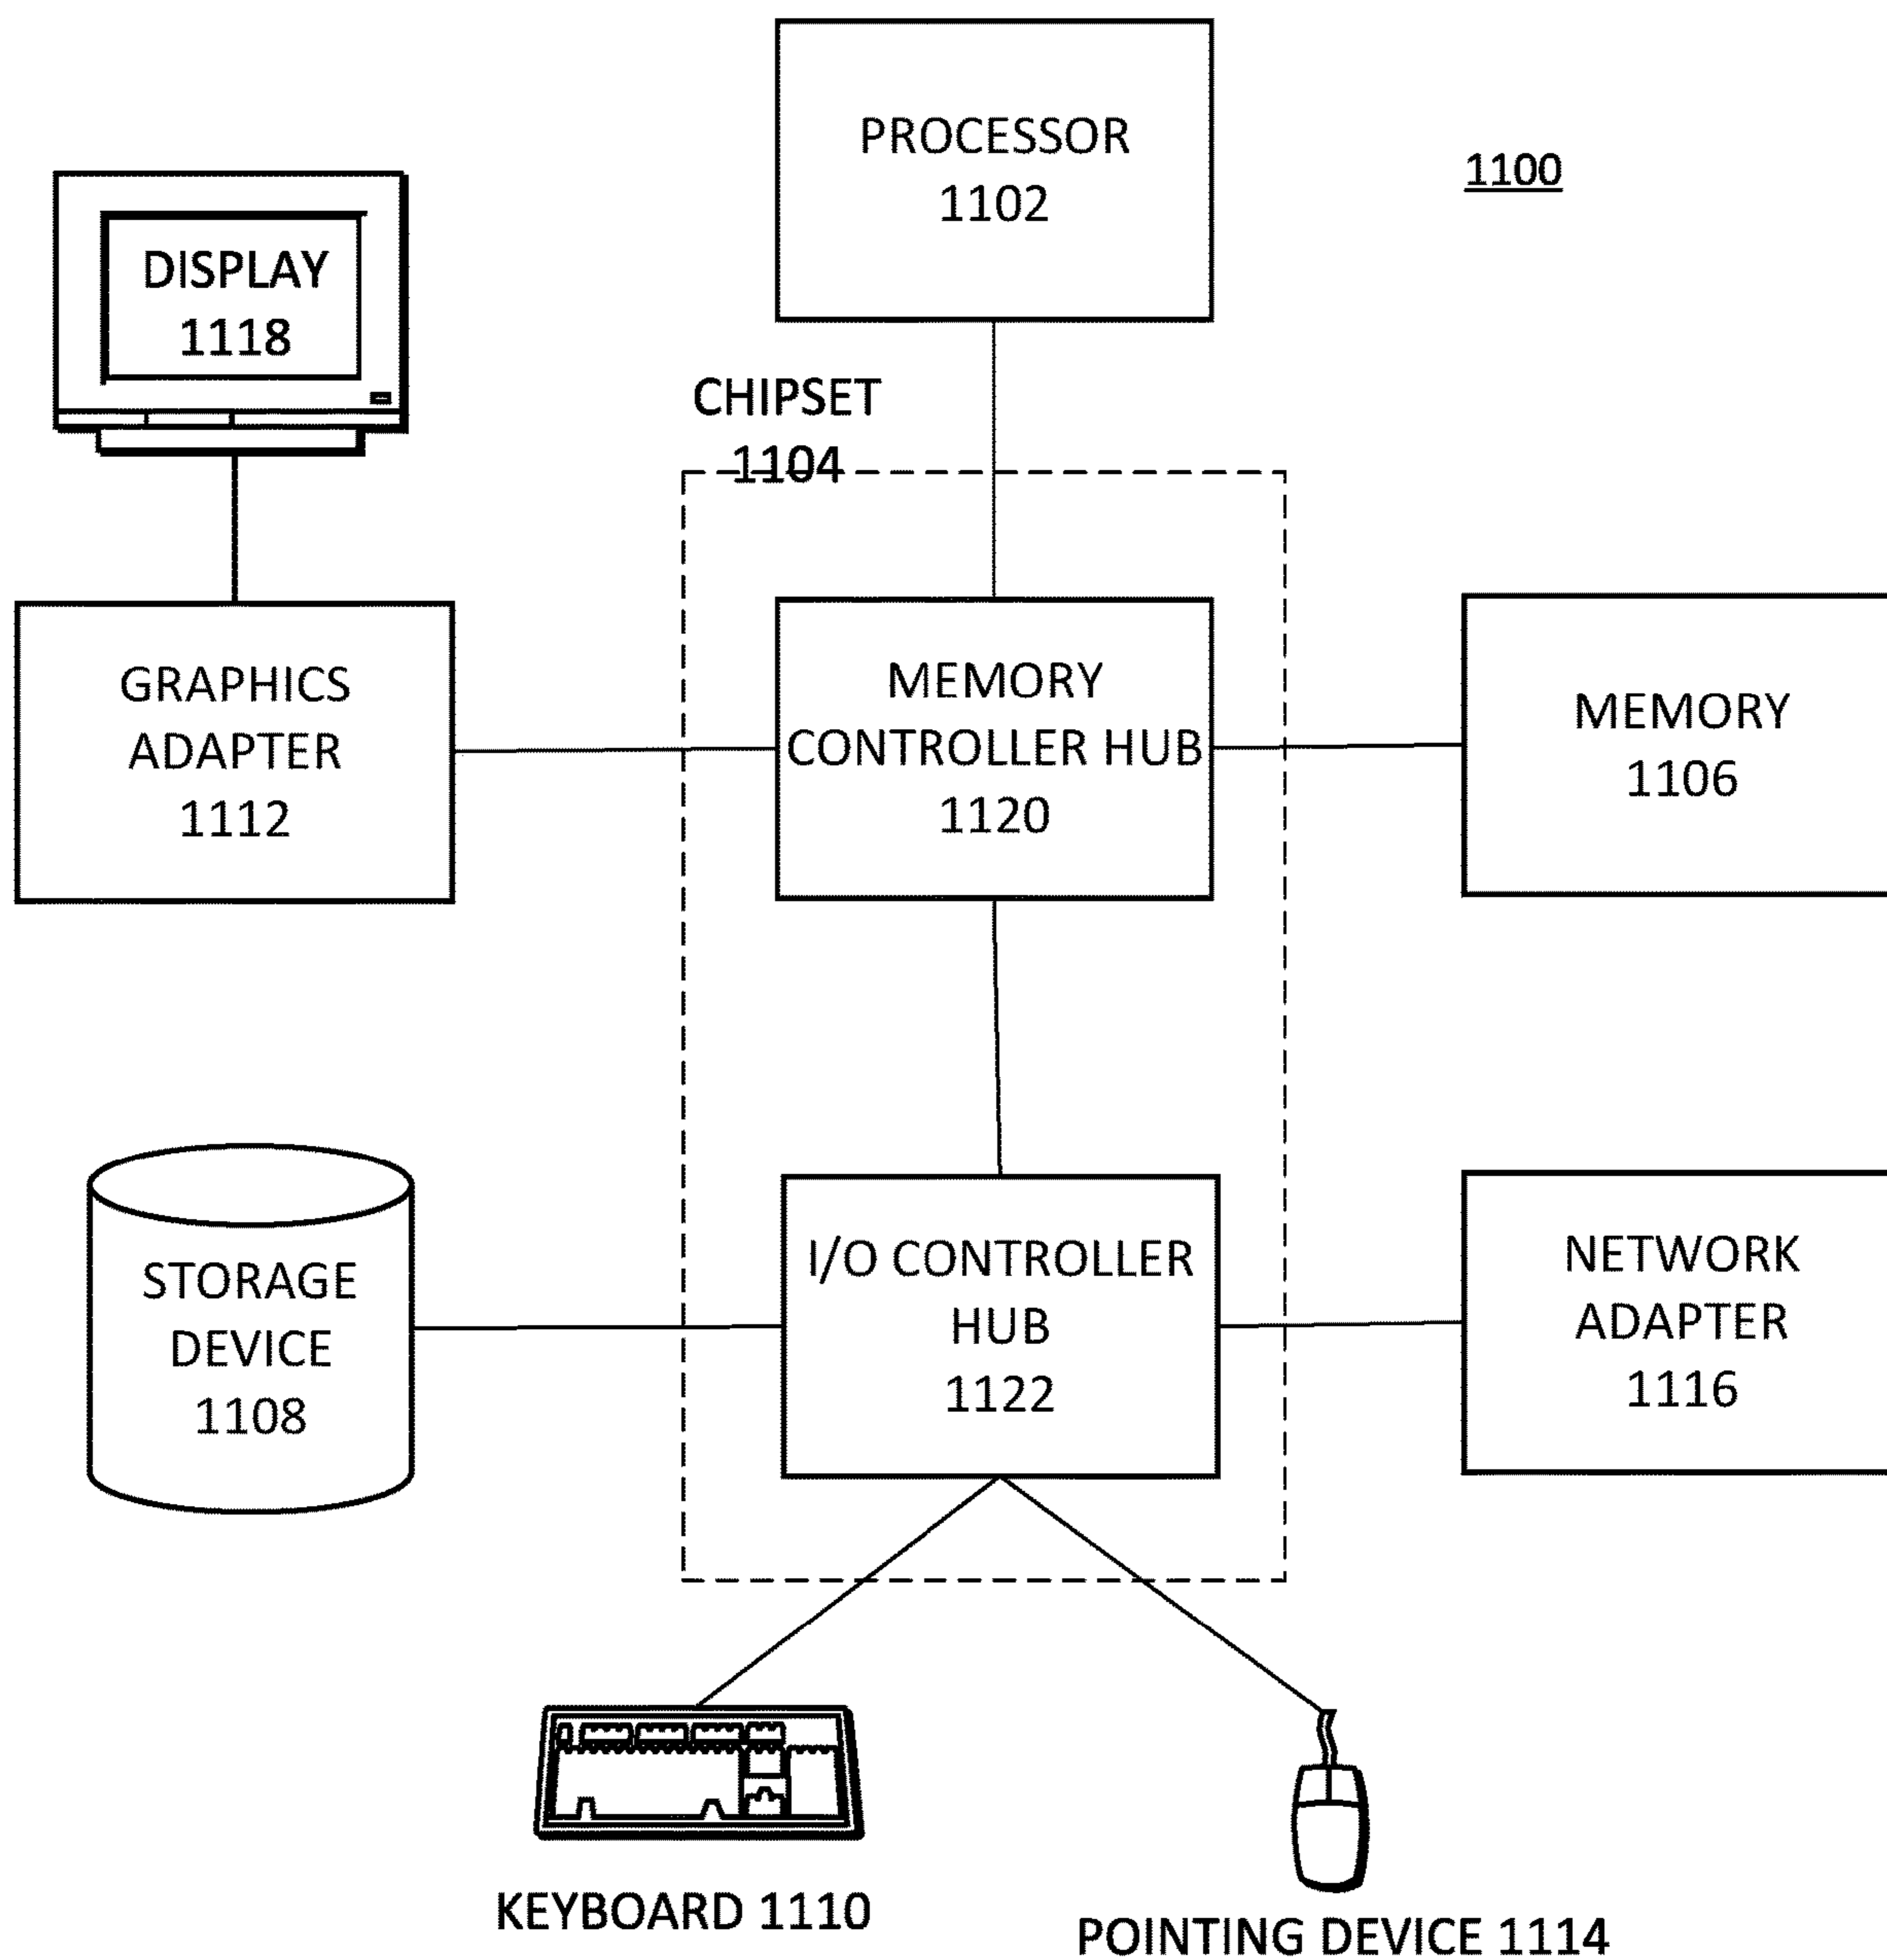 PROCESSOR
1102
1100
DISPLAY
1118
CHIPSET
1104
GRAPHICS
ADAPTER
1112
MEMORY
CONTROLLER HUB
1120
MEMORY
1106
STORAGE
DEVICE
1108
I/O CONTROLLER
HUB
1122
NETWORK
ADAPTER
1116
KEYBOARD 1110
POINTING DEVICE 1114